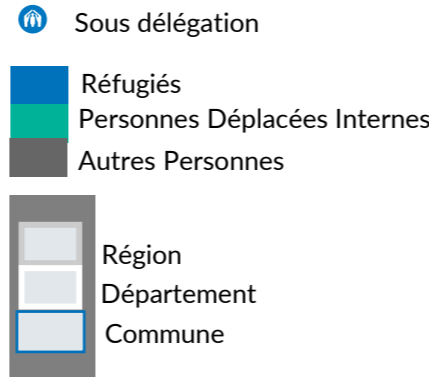 Sous délégation
Réfugiés
Personnes Déplacées Internes
Autres Personnes
Région
Département
Commune